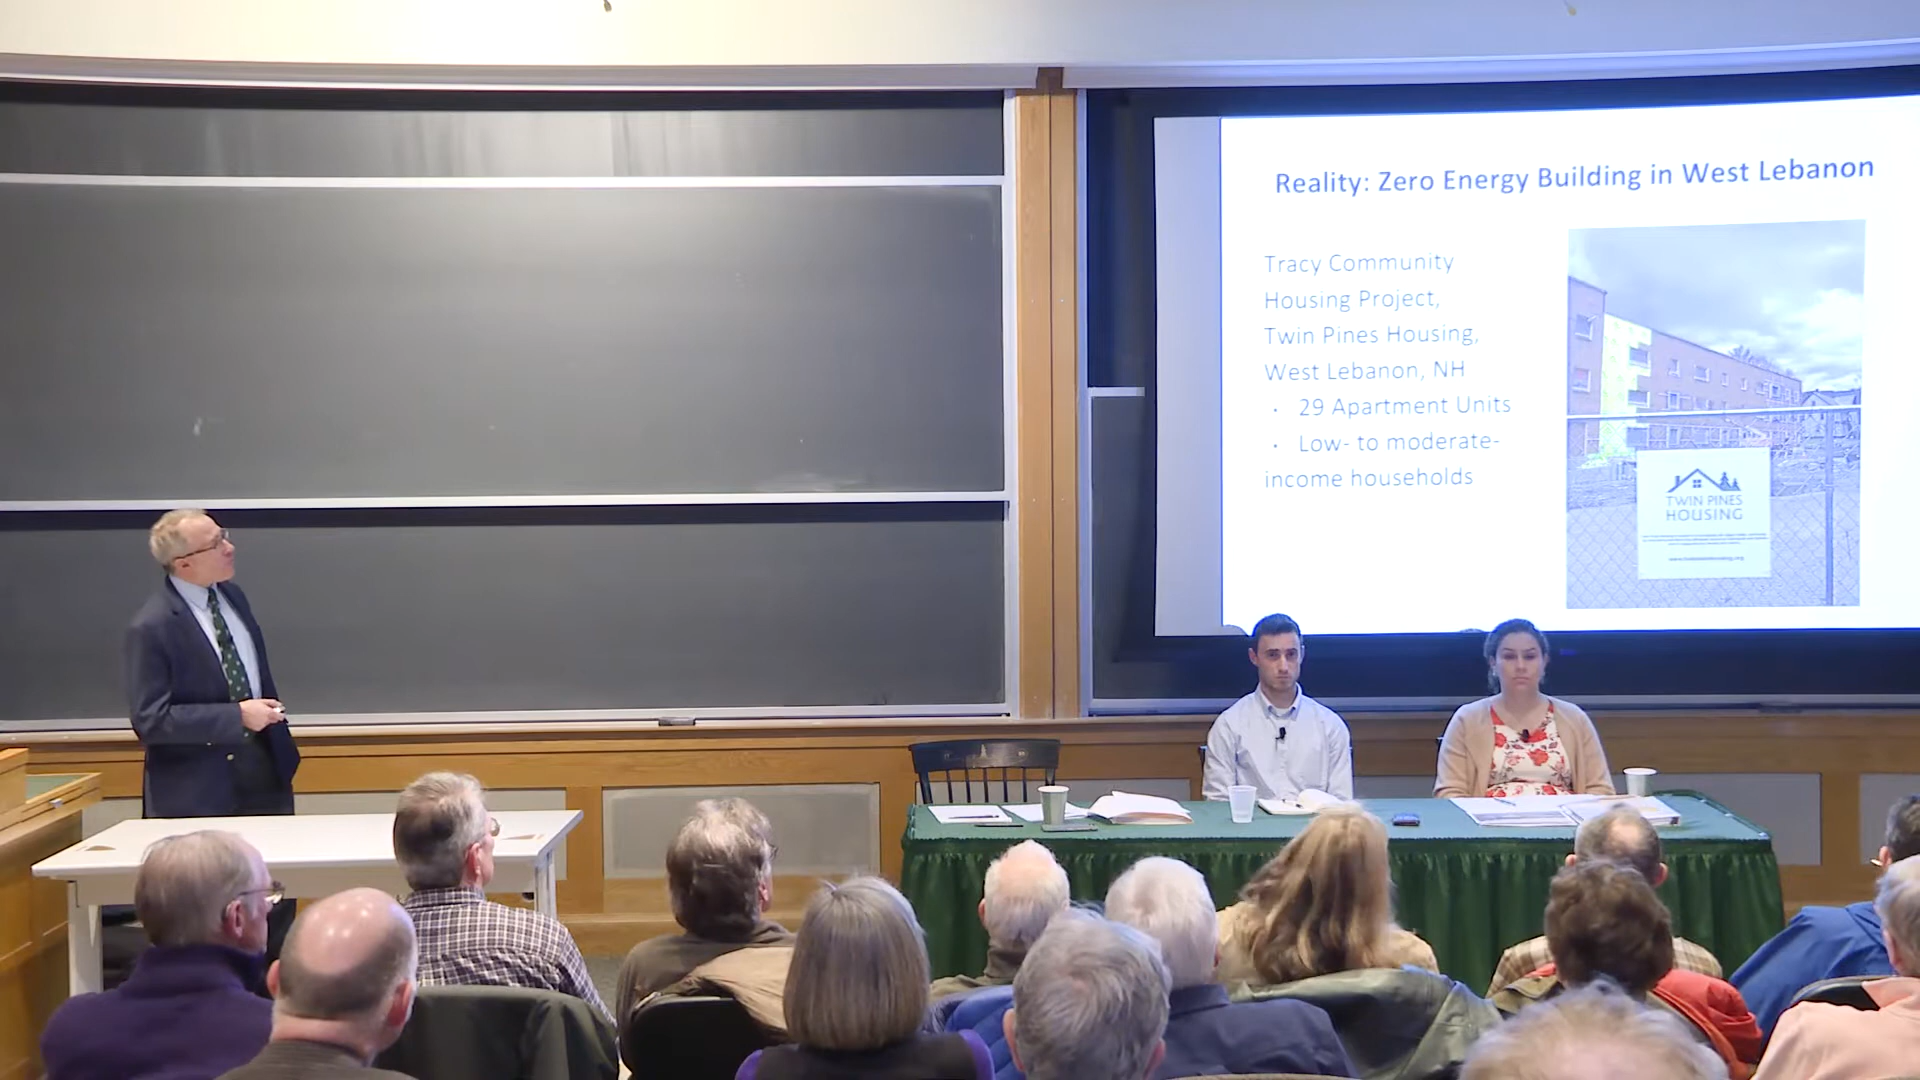 Reality: Zero Energy Building in West Lebanon
Tracy Community
Housing Project,
Twin Pines Housing,
West Lebanon, NH
• 29 Apartment Units
• Low- to moderate-
income households
TWIN PINES
HOUSING